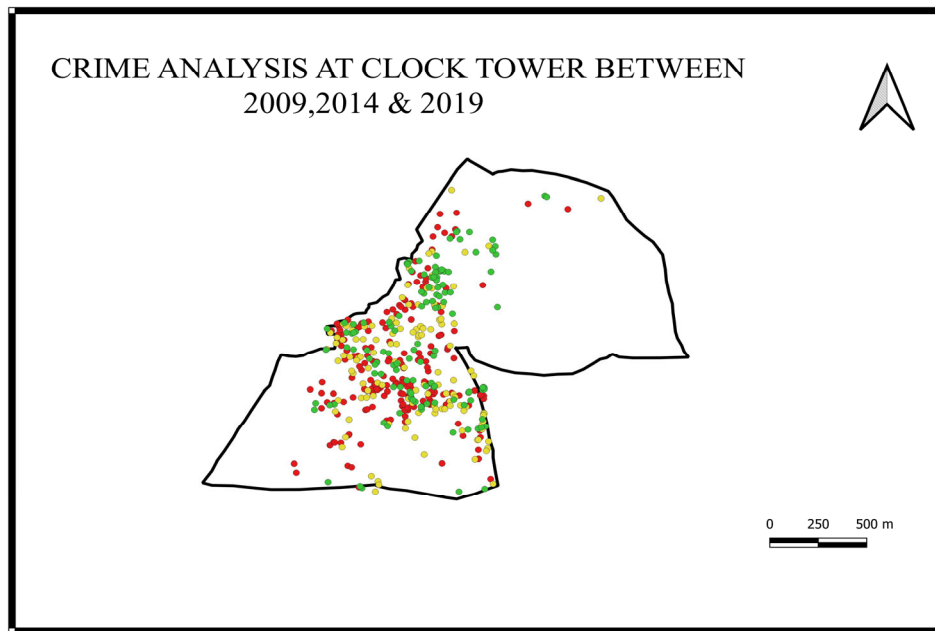 CRIME ANALYSIS AT CLOCK TOWER BETWEEN
2009,2014 & 2019
0 250 500 m